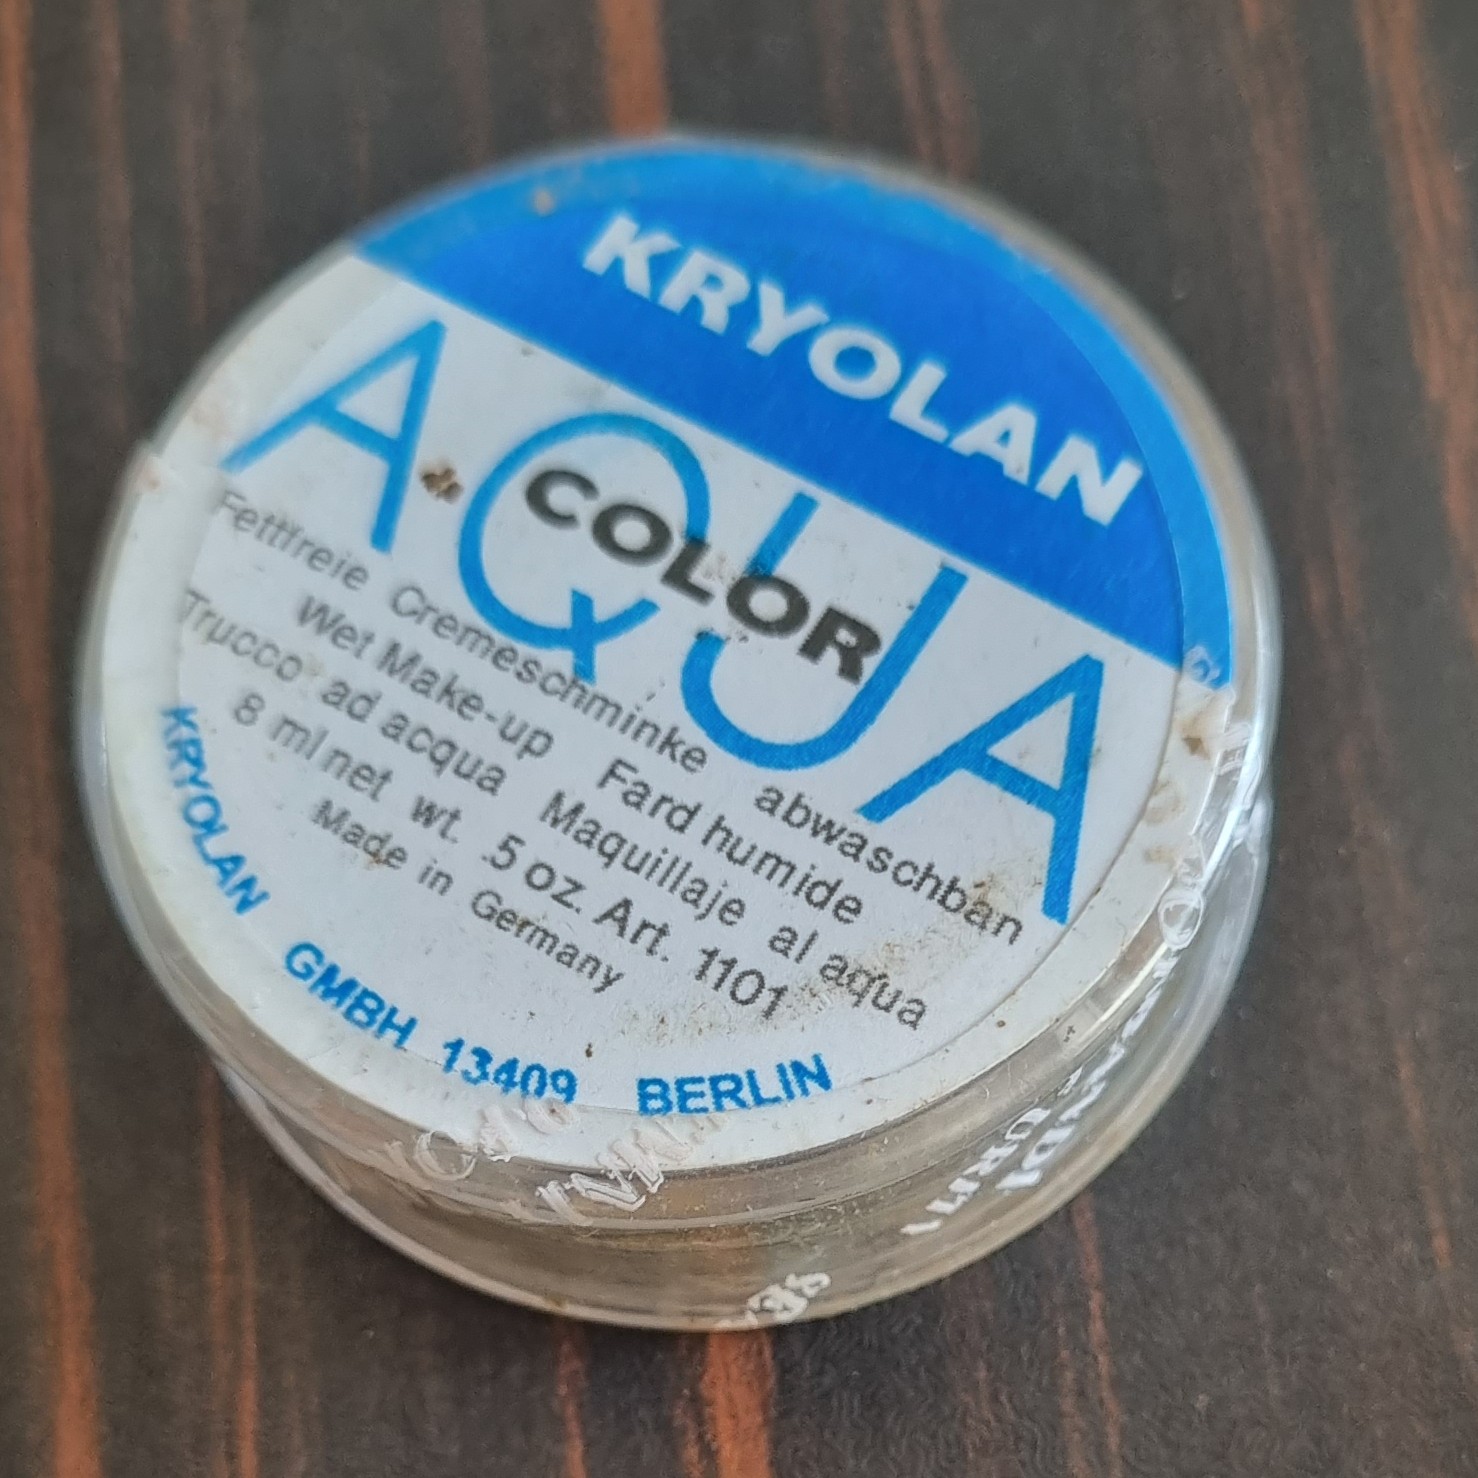 KRYOLAN
AQUA
COLOR
Fettfreie Cremeschminke abwaschban
Wet Make-up Fard humide
Trucco ad acqua Maquillaje al aqua
8 ml net wt. .5 oz. Art. 1101
Made in Germany
KRYOLAN GMBH 13409 BERLIN